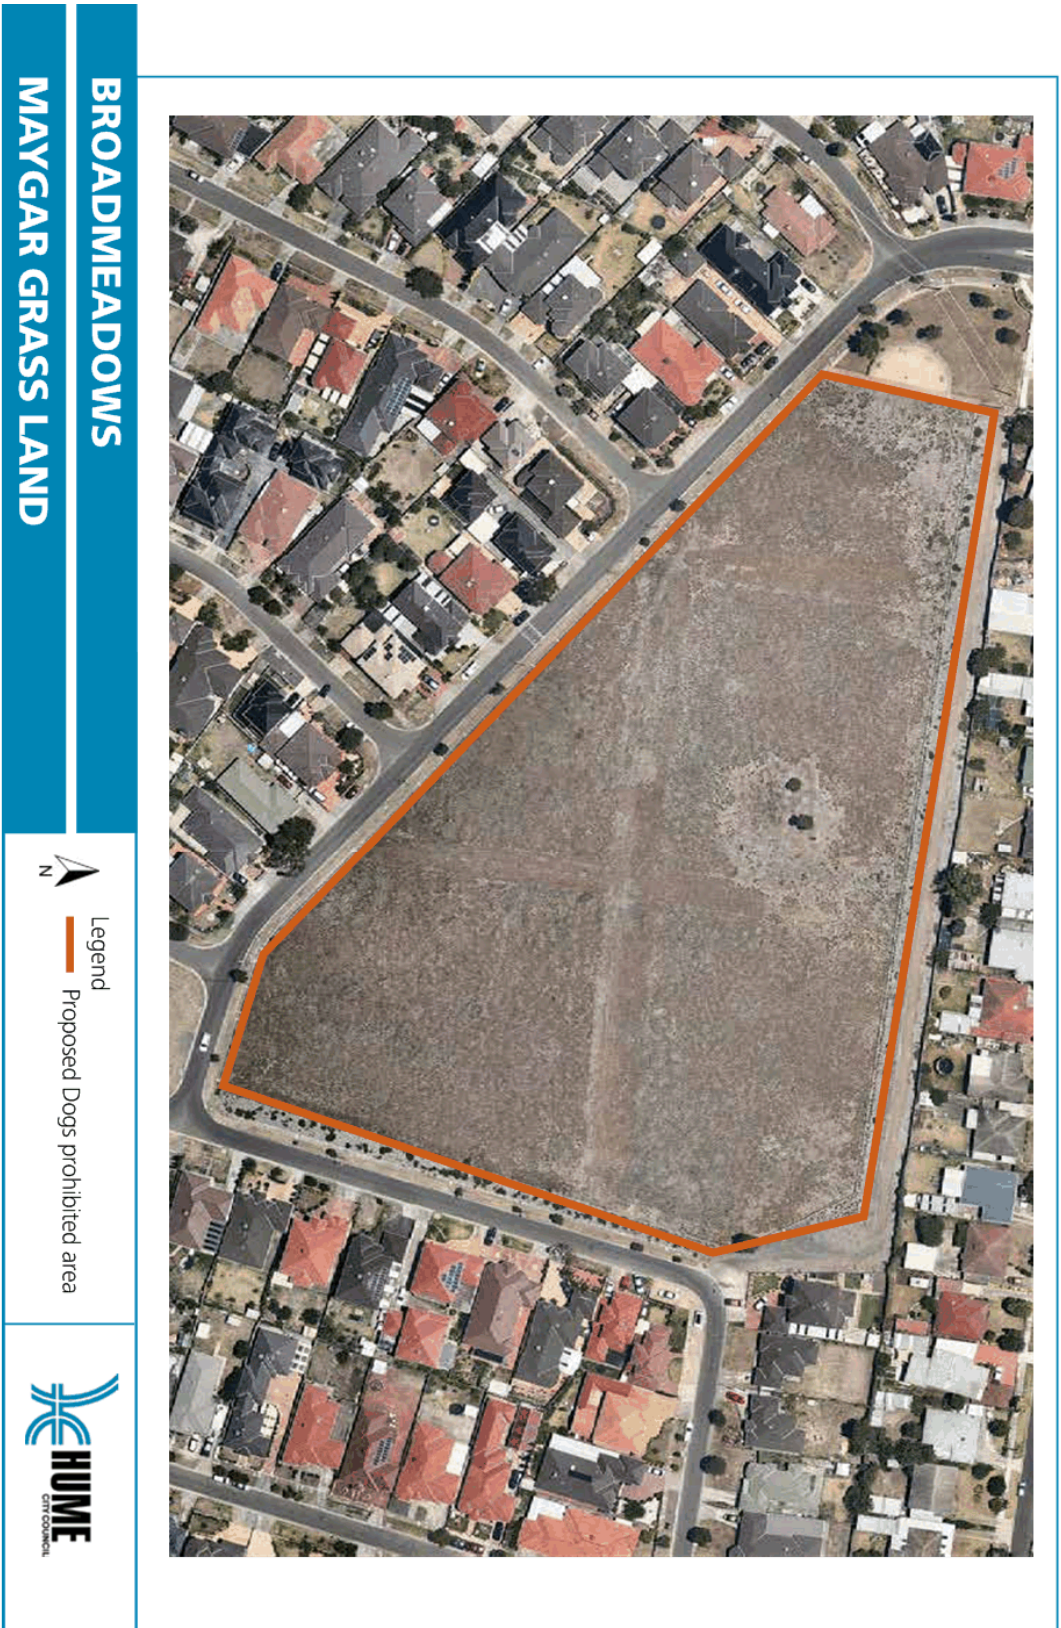 BROADMEADOWS
MAYGAR GRASS LAND
N
Legend
Proposed Dogs prohibited area
HUME
CITY COUNCIL